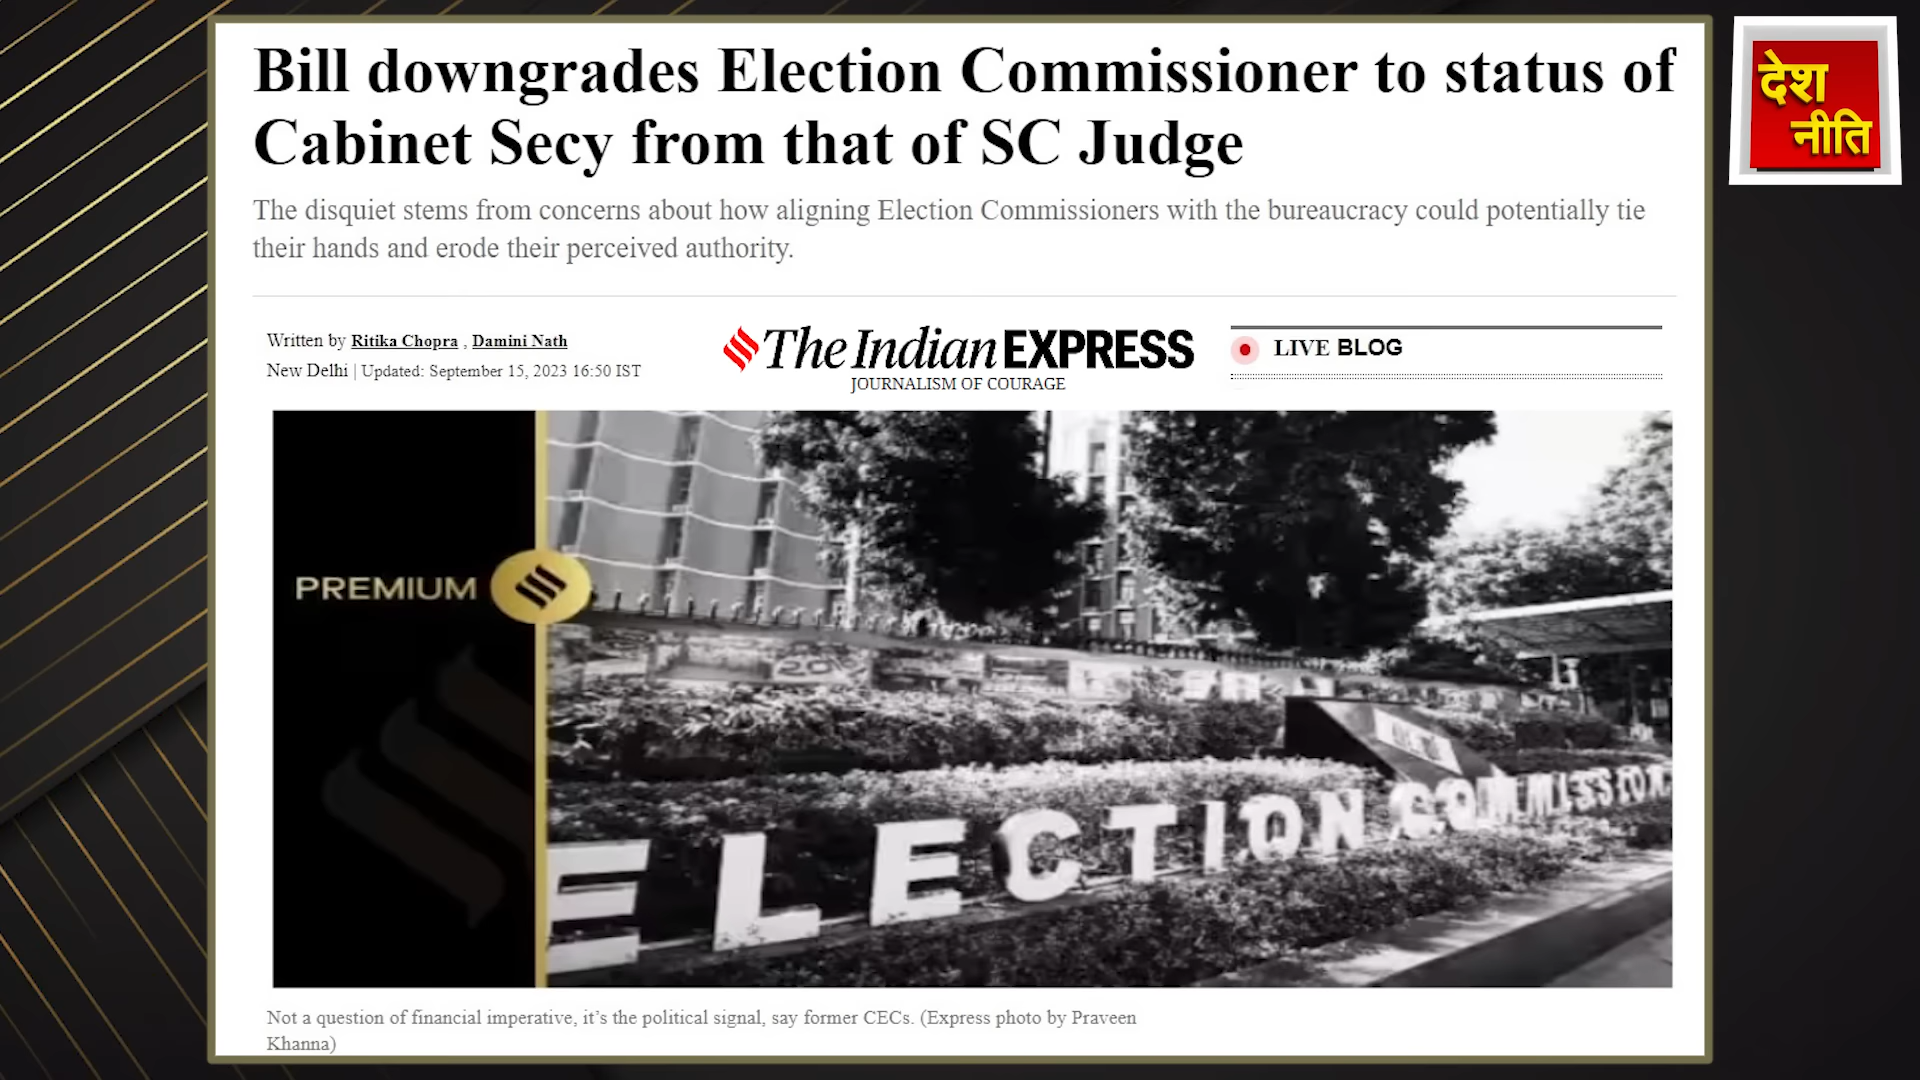 Bill downgrades Election Commissioner to status of
Cabinet Secy from that of SC Judge
देश
नीति
The disquiet stems from concerns about how aligning Election Commissioners with the bureaucracy could potentially tie
their hands and erode their perceived authority.
Written by Ritika Chopra , Damini Nath
New Delhi | Updated: September 15, 2023 16:50 IST
The Indian EXPRESS
JOURNALISM OF COURAGE
LIVE BLOG
PREMIUM
ELECTION COMMISSION
Not a question of financial imperative, it’s the political signal, say former CECs. (Express photo by Praveen
Khanna)